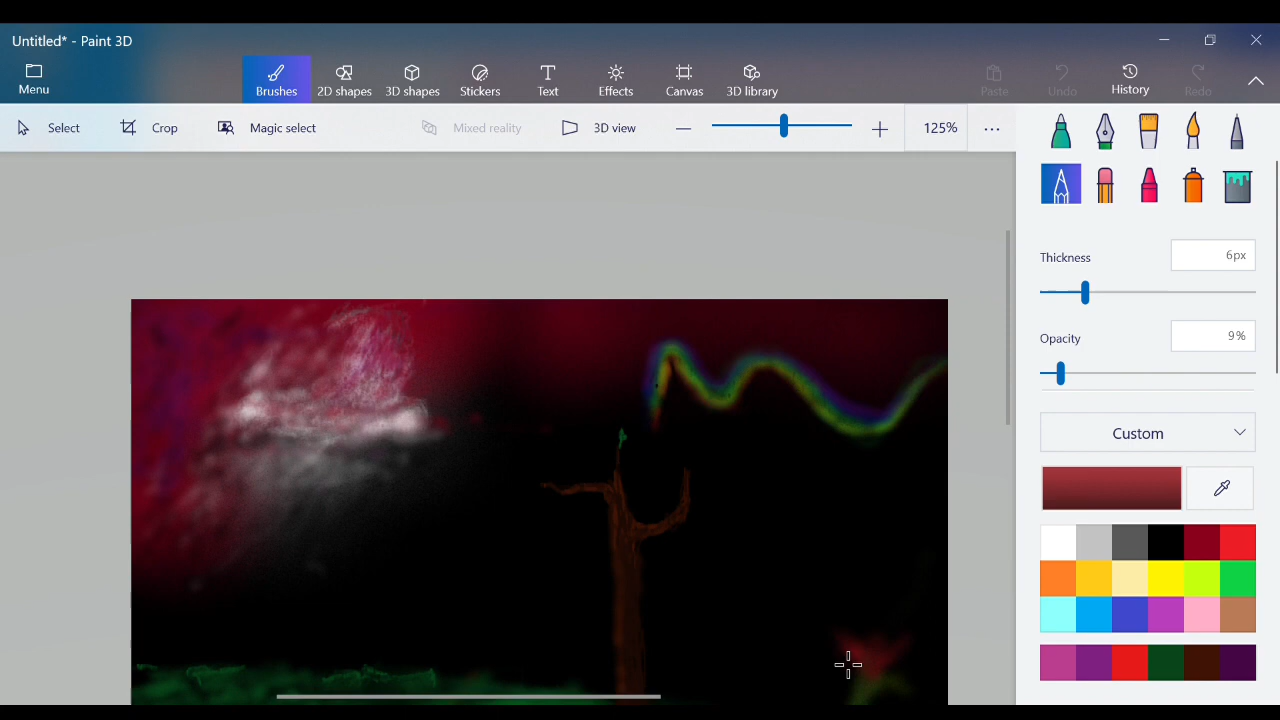 Untitled* - Paint 3D
Menu
Brushes
2D shapes
3D shapes
Stickers
Text
Effects
Canvas
3D library
Paste
Undo
History
Redo
Select
Crop
Magic select
Mixed reality
3D view
125%
Thickness
6px
Opacity
9%
Custom